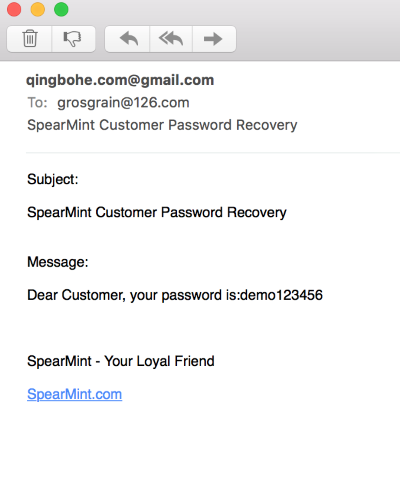 qingbohe.com@gmail.com
To: grosgrain@126.com
SpearMint Customer Password Recovery
Subject:
SpearMint Customer Password Recovery
Message:
Dear Customer, your password is:demo123456
SpearMint - Your Loyal Friend
SpearMint.com